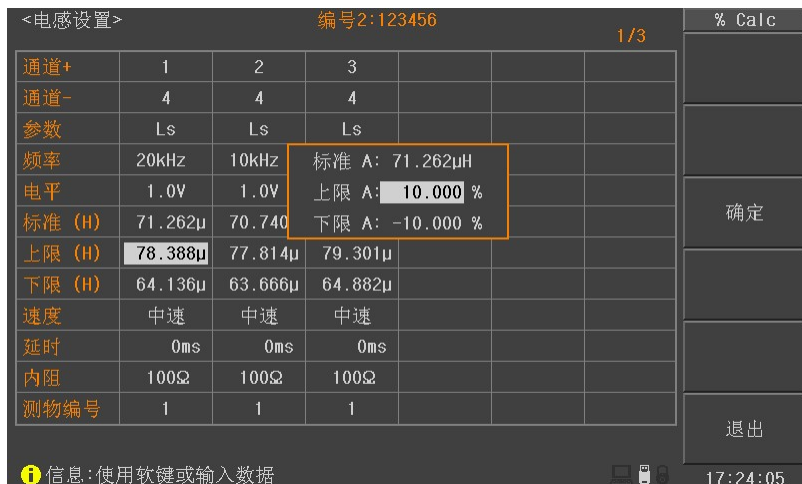 <电感设置> 编号2:123456 1/3 % Calc
通道+ 1 2 3
通道- 4 4 4
参数 Ls Ls Ls
频率 20kHz 10kHz
标准 A: 71.262μH
电平 1.0V 1.0V
上限 A: 10.000 %
标准 (H) 71.262μ 70.740
下限 A: -10.000 %
确定
上限 (H) 78.388μ 77.814μ 79.301μ
下限 (H) 64.136μ 63.666μ 64.882μ
速度 中速 中速 中速
延时 0ms 0ms 0ms
内阻 100Ω 100Ω 100Ω
测物编号 1 1 1
退出
信息:使用软键或输入数据
17:24:05